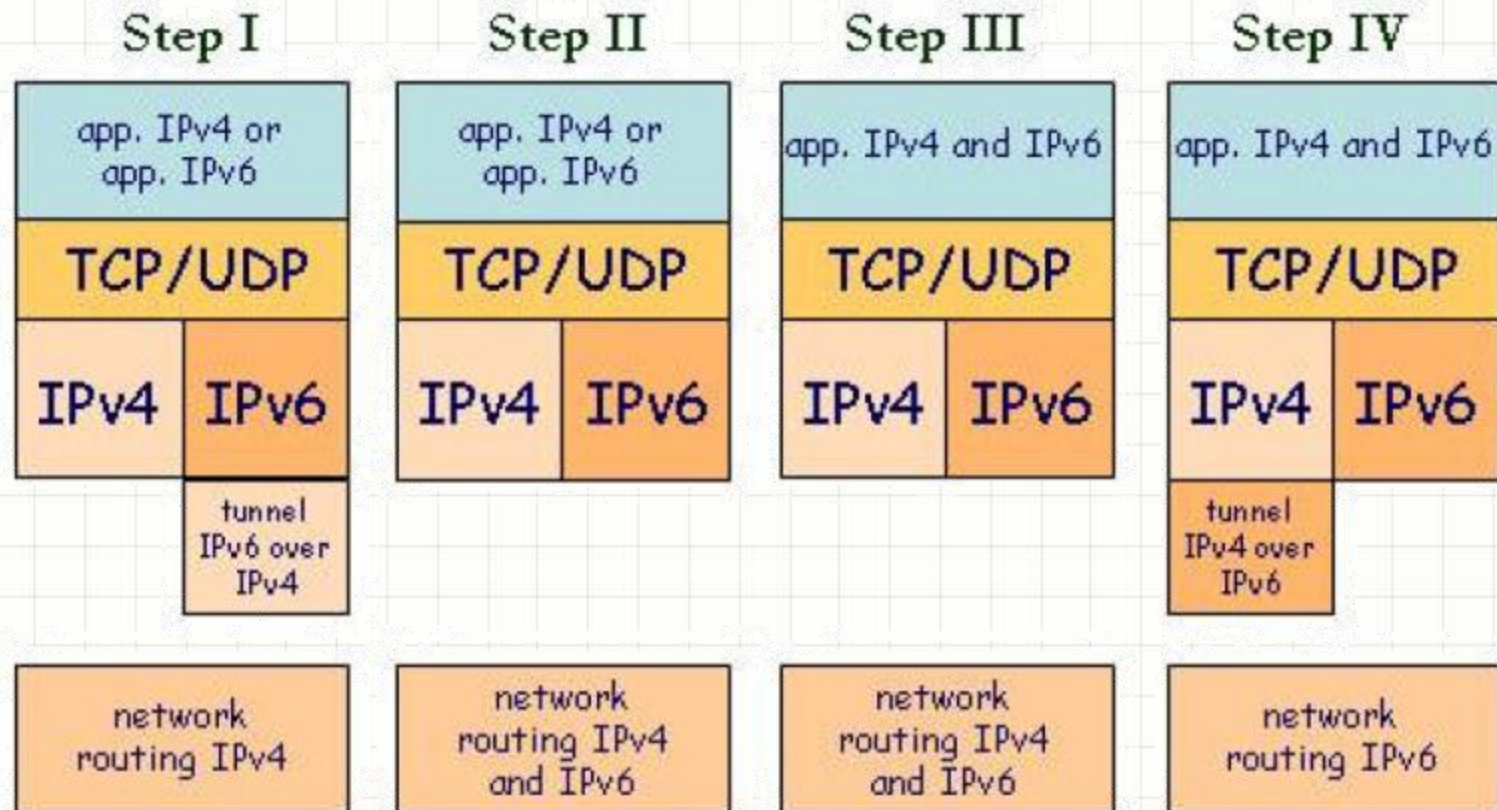 Step I
app. IPv4 or
app. IPv6
TCP/UDP
IPv4
IPv6
tunnel
IPv6 over
IPv4
network
routing IPv4
Step II
app. IPv4 or
app. IPv6
TCP/UDP
IPv4
IPv6
network
routing IPv4
and IPv6
Step III
app. IPv4 and IPv6
TCP/UDP
IPv4
IPv6
network
routing IPv4
and IPv6
Step IV
app. IPv4 and IPv6
TCP/UDP
IPv4
IPv6
tunnel
IPv4 over
IPv6
network
routing IPv6